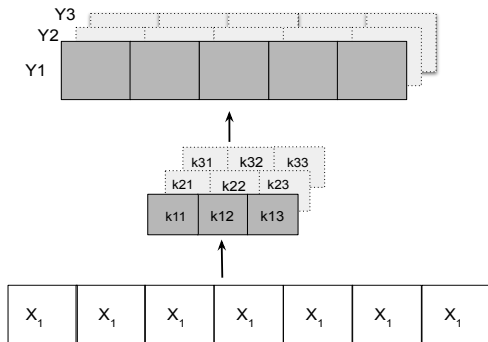 Y3
Y2
Y1
k31 k32 k33
k21 k22 k23
k11 k12 k13
X₁ X₁ X₁ X₁ X₁ X₁ X₁